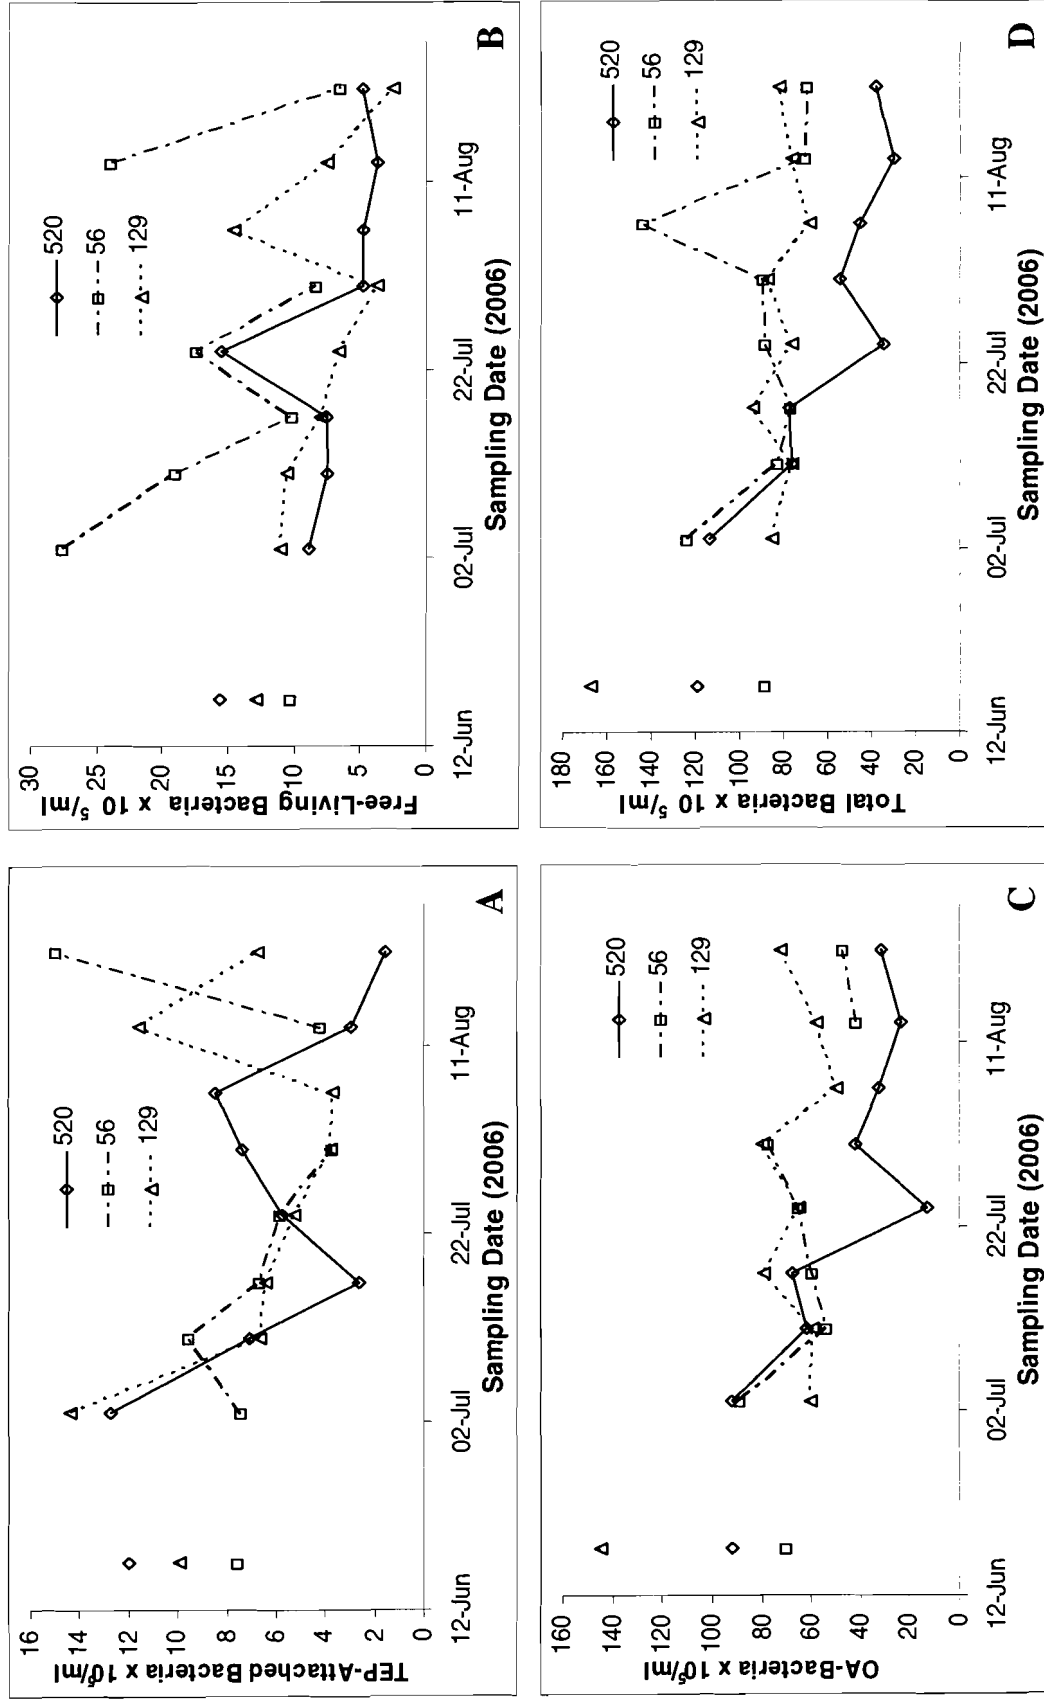 TEP-Attached Bacteria x 10⁵/ml
16
14
12
10
8
6
4
2
0
12-Jun
02-Jul
22-Jul
11-Aug
Sampling Date (2006)
520
56
129
A
Free-Living Bacteria x 10 ⁵/ml
30
25
20
15
10
5
0
12-Jun
02-Jul
22-Jul
11-Aug
Sampling Date (2006)
520
56
129
B
OA-Bacteria x 10⁵/ml
160
140
120
100
80
60
40
20
0
12-Jun
02-Jul
22-Jul
11-Aug
Sampling Date (2006)
520
56
129
C
Total Bacteria x 10 ⁵/ml
180
160
140
120
100
80
60
40
20
0
12-Jun
02-Jul
22-Jul
11-Aug
Sampling Date (2006)
520
56
129
D